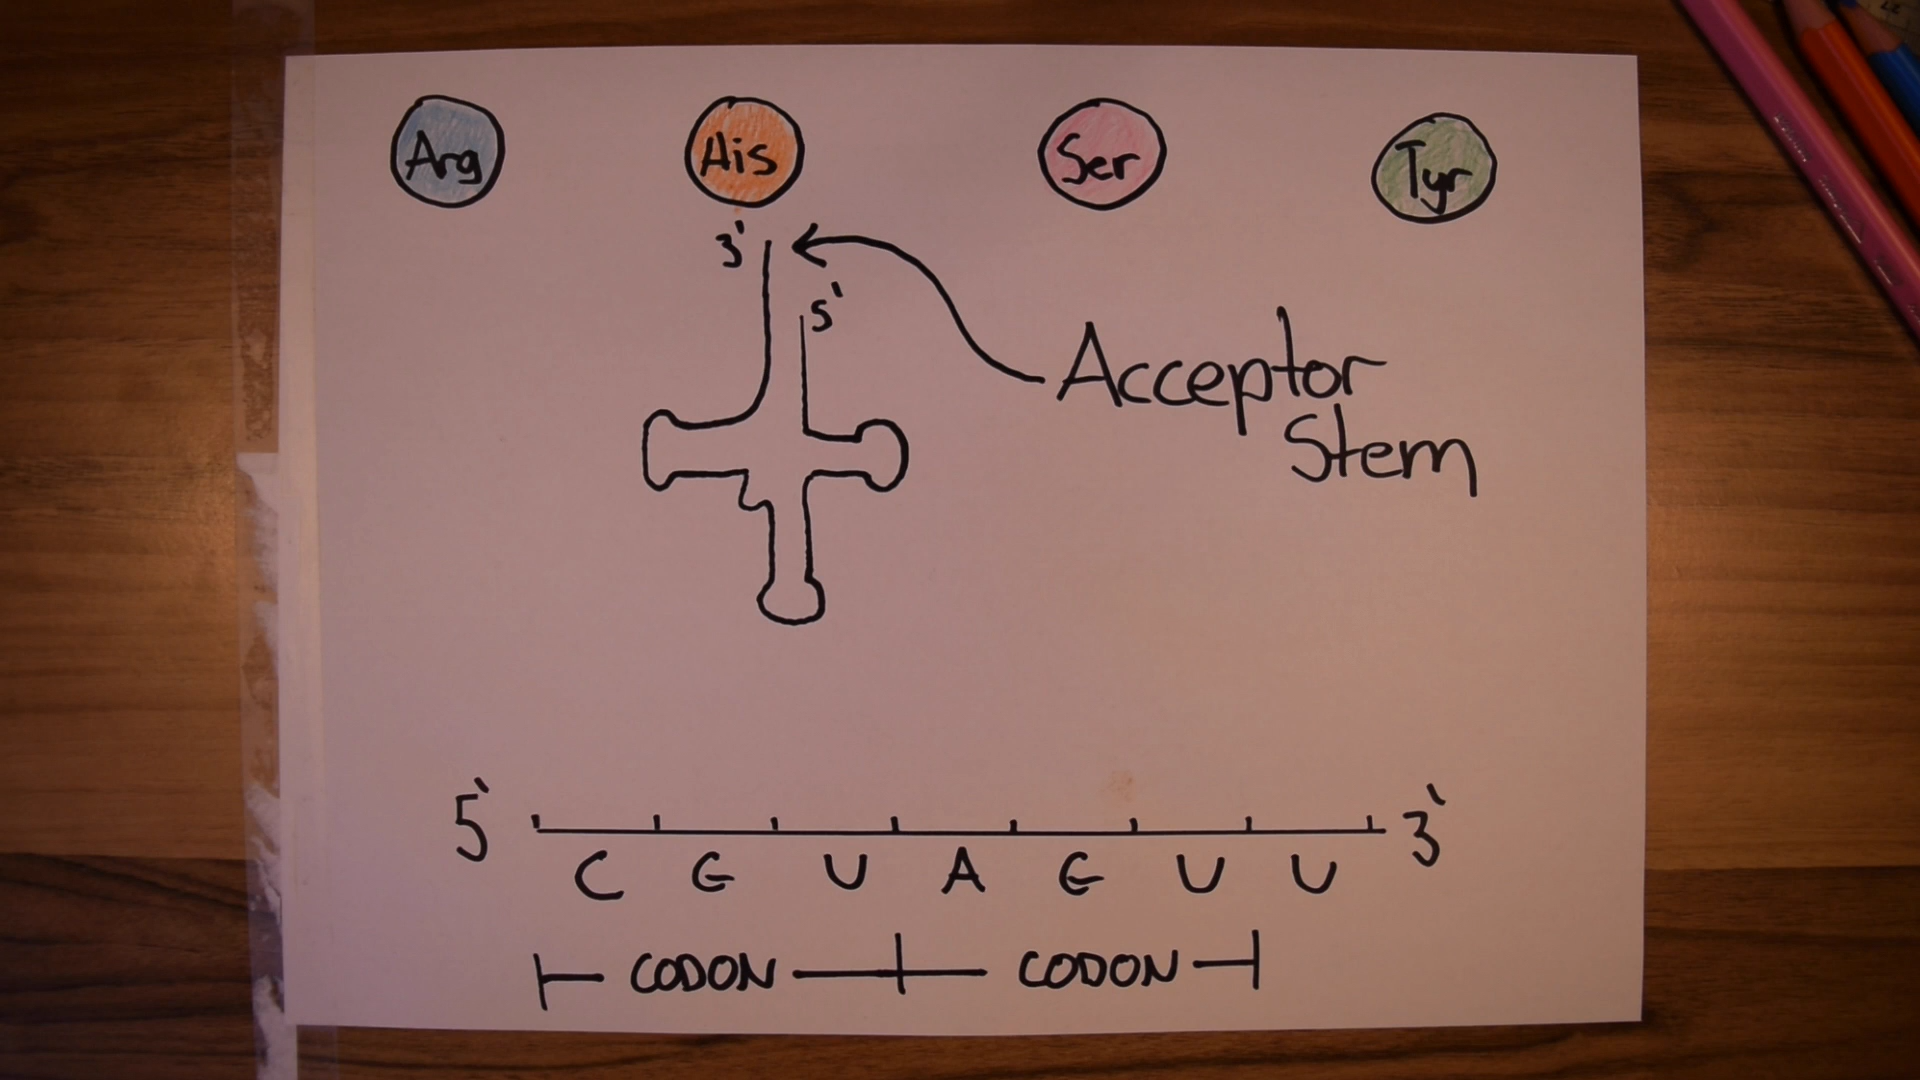 Arg
His
Ser
Tyr
3'
5'
Acceptor
Stem
5' 3'
C G U A G U U
CODON CODON